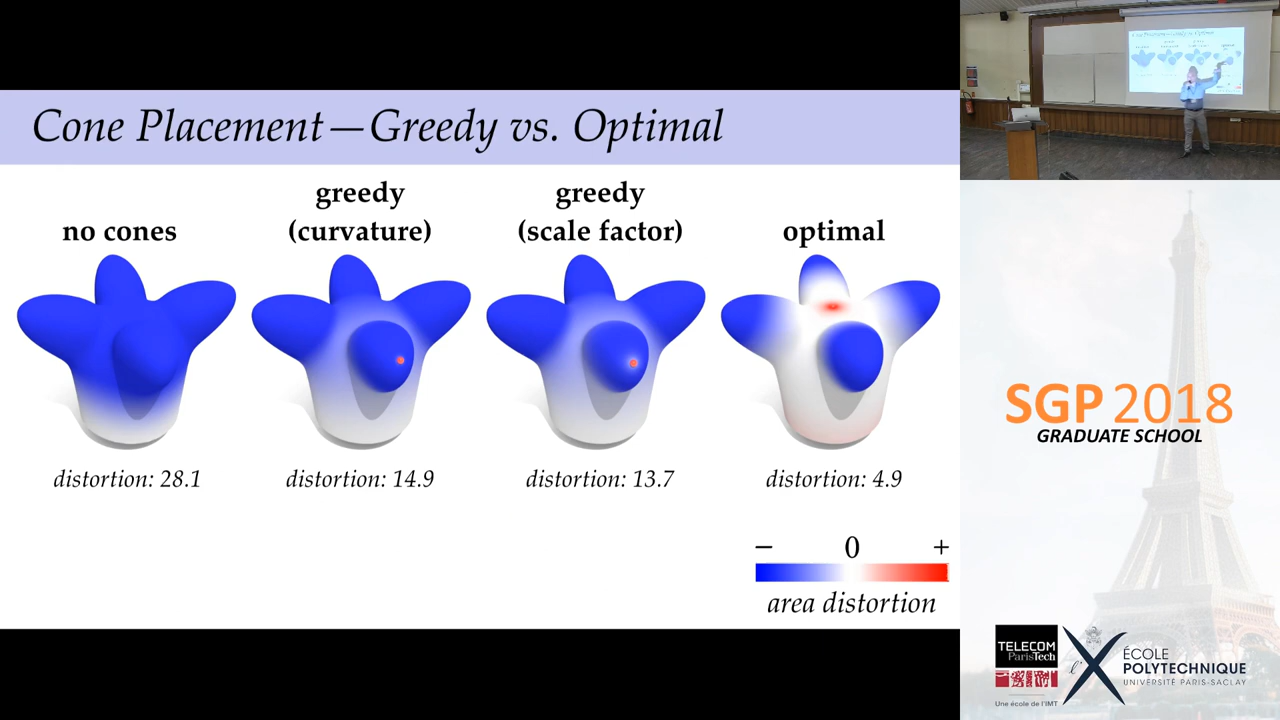 Cone Placement—Greedy vs. Optimal
no cones
greedy
(curvature)
greedy
(scale factor)
optimal
distortion: 28.1
distortion: 14.9
distortion: 13.7
distortion: 4.9
− 0 +
area distortion
SGP 2018
GRADUATE SCHOOL
TELECOM
ParisTech
Une école de l'IMT
l'X
ÉCOLE
POLYTECHNIQUE
UNIVERSITÉ PARIS-SACLAY